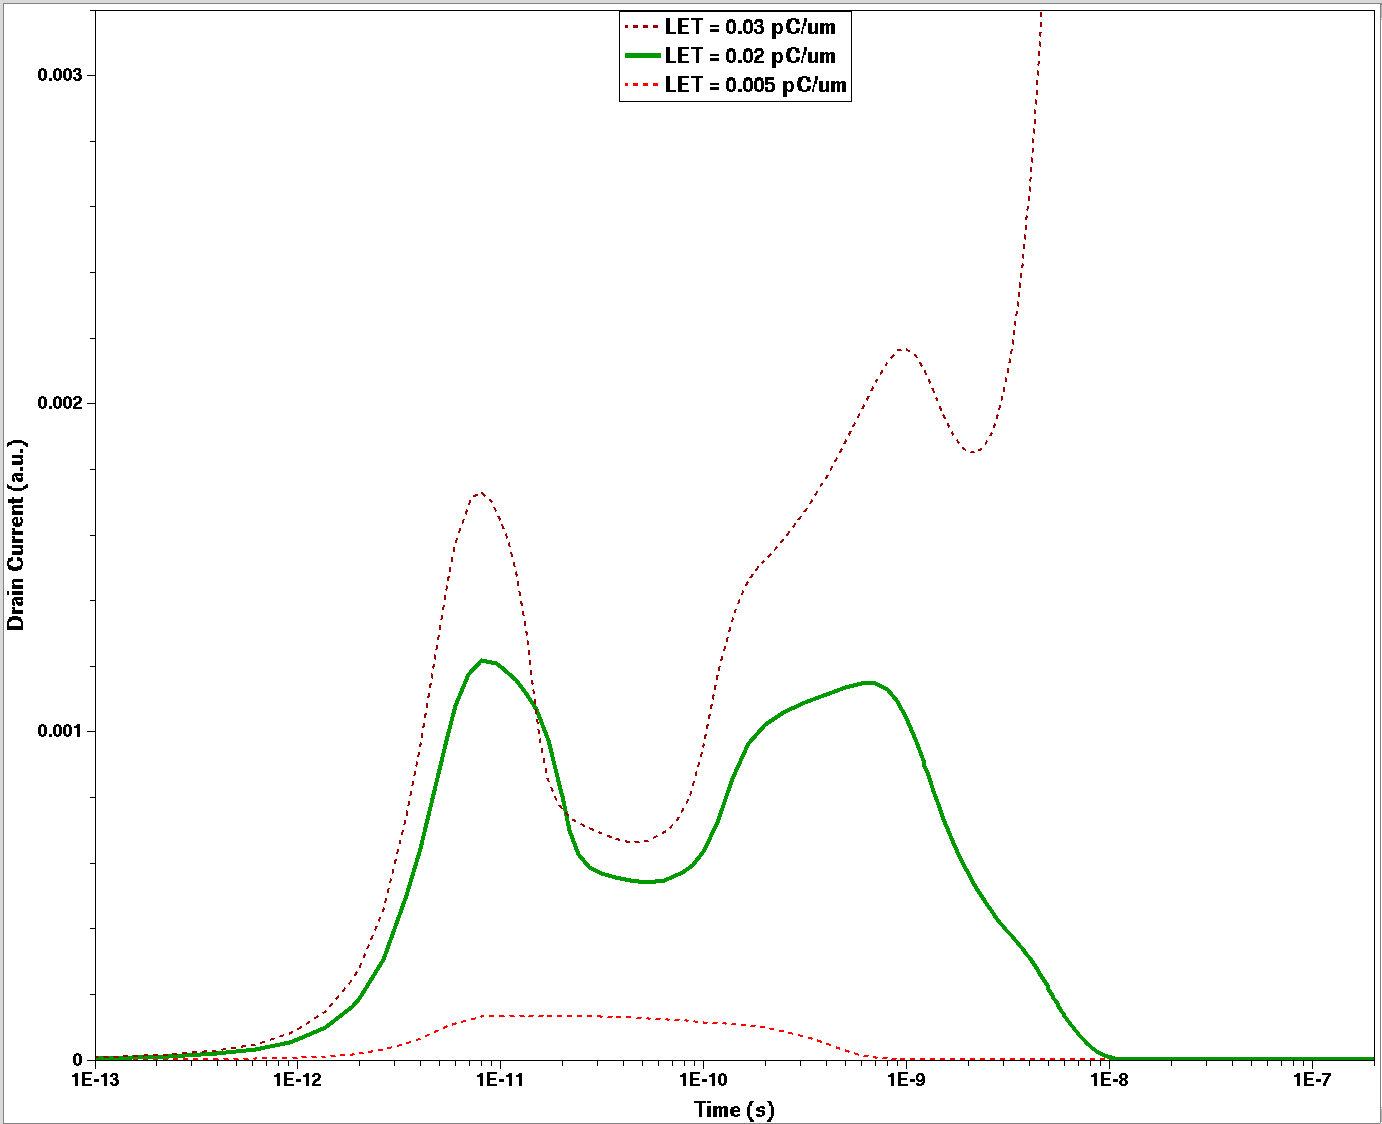 LET = 0.03 pC/um
LET = 0.02 pC/um
LET = 0.005 pC/um
0.003
0.002
0.001
0
Drain Current (a.u.)
1E-13 1E-12 1E-11 1E-10 1E-9 1E-8 1E-7
Time (s)